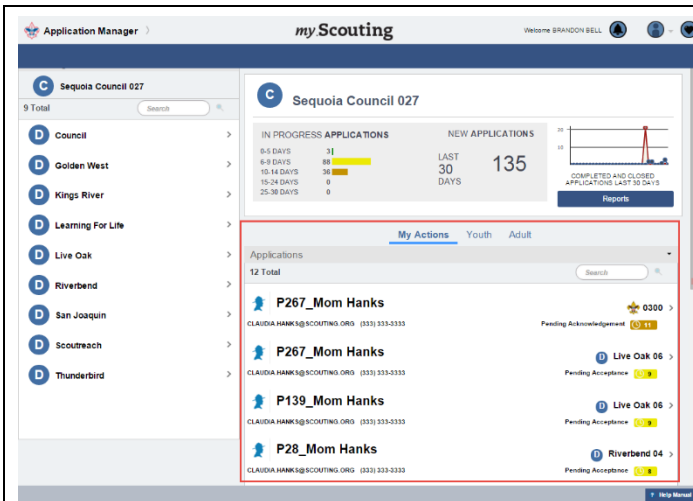 Application Manager
my.Scouting
Welcome BRANDON BELL
C Sequoia Council 027
9 Total
Search
D Council
D Golden West
D Kings River
D Learning For Life
D Live Oak
D Riverbend
D San Joaquin
D Scoutreach
D Thunderbird
C Sequoia Council 027
IN PROGRESS APPLICATIONS
0-5 DAYS 3
6-9 DAYS 88
10-14 DAYS 36
15-24 DAYS 0
25-30 DAYS 0
NEW APPLICATIONS
LAST 30 DAYS
135
20
10
COMPLETED AND CLOSED
APPLICATIONS LAST 30 DAYS
Reports
My Actions Youth Adult
Applications
12 Total
Search
P267_Mom Hanks
0300
CLAUDIA.HANKS@SCOUTING.ORG (333) 333-3333
Pending Acknowledgement 11
P267_Mom Hanks
D Live Oak 06
CLAUDIA.HANKS@SCOUTING.ORG (333) 333-3333
Pending Acceptance 9
P139_Mom Hanks
D Live Oak 06
CLAUDIA.HANKS@SCOUTING.ORG (333) 333-3333
Pending Acceptance 9
P28_Mom Hanks
D Riverbend 04
CLAUDIA.HANKS@SCOUTING.ORG (333) 333-3333
Pending Acceptance 8
? Help Manual